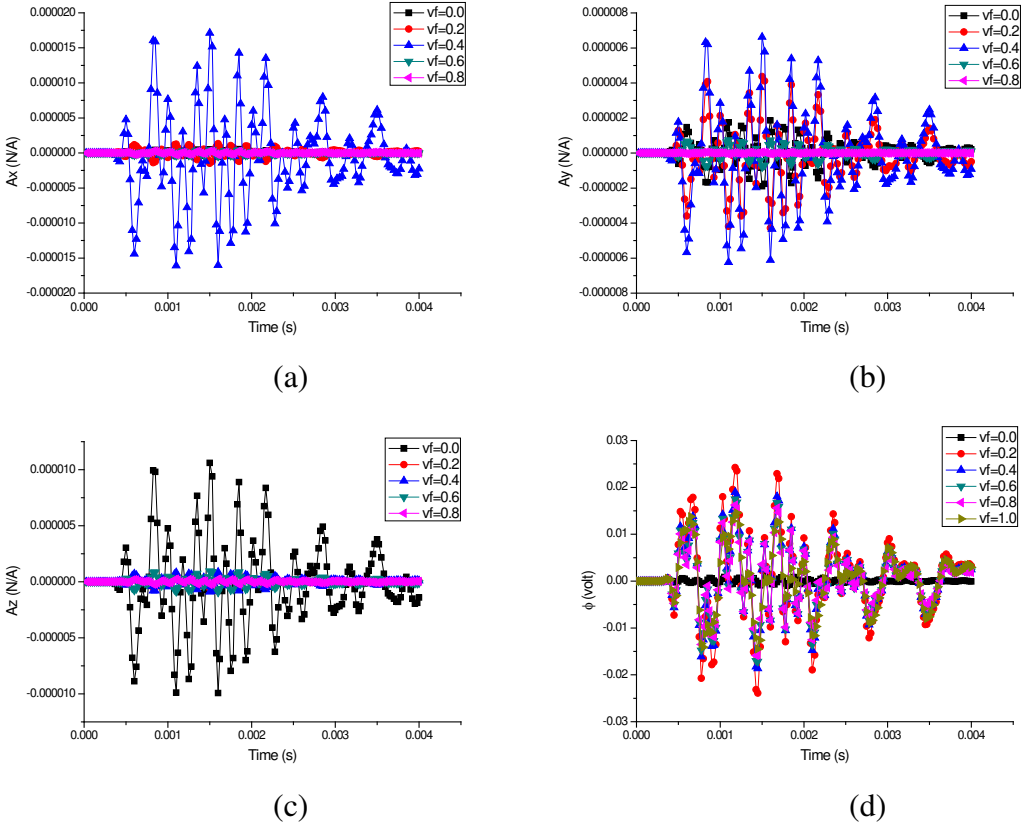 0.000020
0.000015
0.000010
0.000005
0.000000
-0.000005
-0.000010
-0.000015
-0.000020
Ax (N/A)
0.000
0.001
0.002
0.003
0.004
Time (s)
vf=0.0
vf=0.2
vf=0.4
vf=0.6
vf=0.8
(a)
0.000008
0.000006
0.000004
0.000002
0.000000
-0.000002
-0.000004
-0.000006
-0.000008
Ay (N/A)
0.000
0.001
0.002
0.003
0.004
Time (s)
vf=0.0
vf=0.2
vf=0.4
vf=0.6
vf=0.8
(b)
0.000010
0.000005
0.000000
-0.000005
-0.000010
Az (N/A)
0.000
0.001
0.002
0.003
0.004
Time (s)
vf=0.0
vf=0.2
vf=0.4
vf=0.6
vf=0.8
(c)
0.03
0.02
0.01
0.00
-0.01
-0.02
-0.03
ϕ (volt)
0.000
0.001
0.002
0.003
0.004
Time (s)
vf=0.0
vf=0.2
vf=0.4
vf=0.6
vf=0.8
vf=1.0
(d)